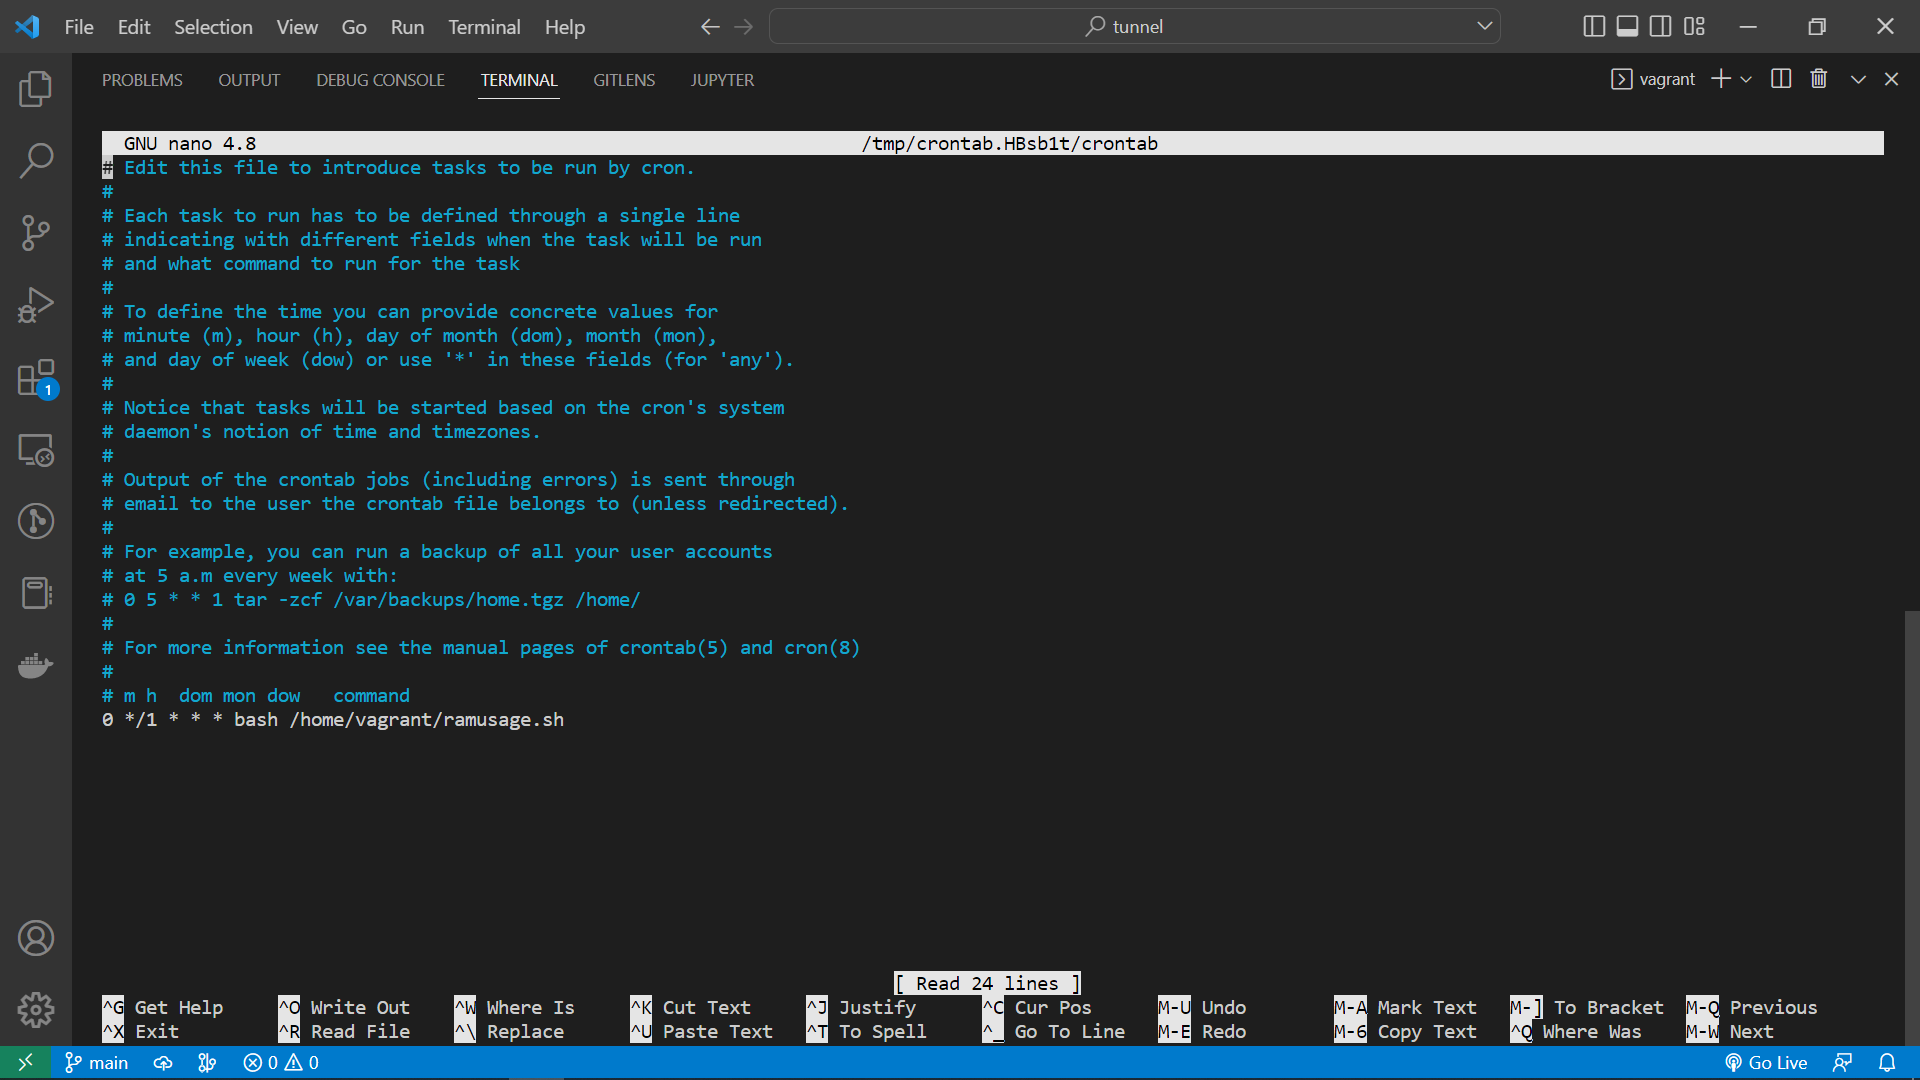 File Edit Selection View Go Run Terminal Help tunnel
PROBLEMS OUTPUT DEBUG CONSOLE TERMINAL GITLENS JUPYTER vagrant
GNU nano 4.8 /tmp/crontab.HBsb1t/crontab
# Edit this file to introduce tasks to be run by cron.
#
# Each task to run has to be defined through a single line
# indicating with different fields when the task will be run
# and what command to run for the task
#
# To define the time you can provide concrete values for
# minute (m), hour (h), day of month (dom), month (mon),
# and day of week (dow) or use '*' in these fields (for 'any').
#
# Notice that tasks will be started based on the cron's system
# daemon's notion of time and timezones.
#
# Output of the crontab jobs (including errors) is sent through
# email to the user the crontab file belongs to (unless redirected).
#
# For example, you can run a backup of all your user accounts
# at 5 a.m every week with:
# 0 5 * * 1 tar -zcf /var/backups/home.tgz /home/
#
# For more information see the manual pages of crontab(5) and cron(8)
#
# m h  dom mon dow   command
0 */1 * * * bash /home/vagrant/ramusage.sh
1
[ Read 24 lines ]
^G Get Help ^O Write Out ^W Where Is ^K Cut Text ^J Justify ^C Cur Pos M-U Undo M-A Mark Text M-] To Bracket M-Q Previous
^X Exit ^R Read File ^\ Replace ^U Paste Text ^T To Spell ^_ Go To Line M-E Redo M-6 Copy Text ^Q Where Was M-W Next
main 0 0 Go Live